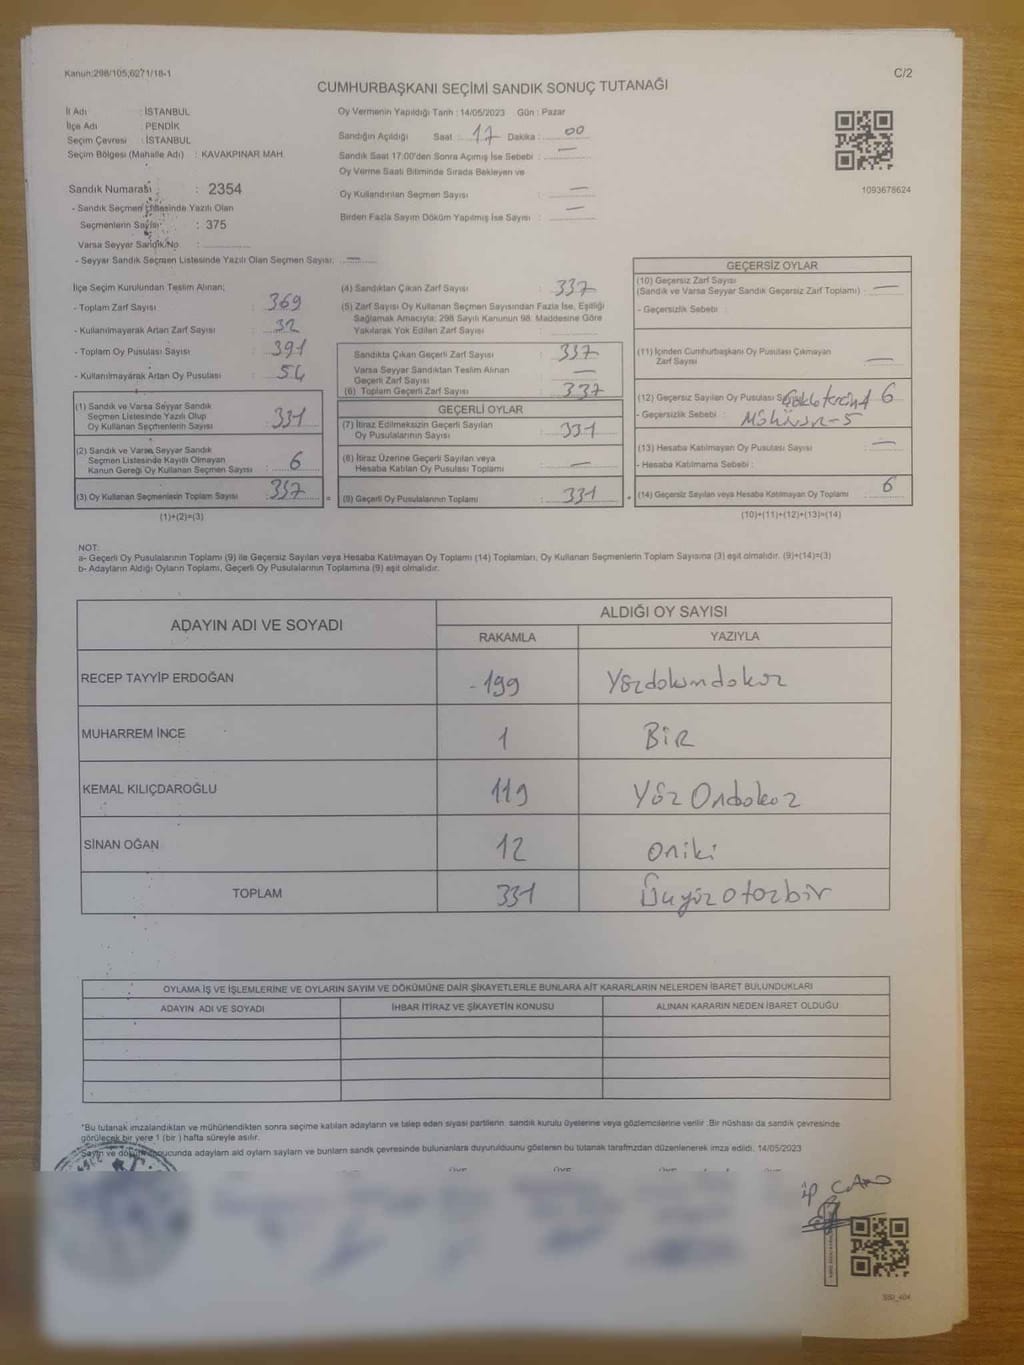 Kanun:298/105,6271/18-1
C/2
CUMHURBAŞKANI SEÇİMİ SANDIK SONUÇ TUTANAĞI
İl Adı : İSTANBUL
İlçe Adı : PENDİK
Seçim Çevresi : İSTANBUL
Seçim Bölgesi (Mahalle Adı) : KAVAKPINAR MAH.
Oy Vermenin Yapıldığı Tarih : 14/05/2023 Gün : Pazar
Sandığın Açıldığı Saat : 17 Dakika : 00
Sandık Saat 17:00'den Sonra Açılmış İse Sebebi : —
Oy Verme Saati Bitiminde Sırada Bekleyen ve
Oy Kullandırılan Seçmen Sayısı : —
Birden Fazla Sayım Döküm Yapılmış İse Sayısı : —
1093678624
Sandık Numarası : 2354
- Sandık Seçmen Listesinde Yazılı Olan
Seçmenlerin Sayısı : 375
Varsa Seyyar Sandık No :
- Seyyar Sandık Seçmen Listesinde Yazılı Olan Seçmen Sayısı: —
İlçe Seçim Kurulundan Teslim Alınan;
- Toplam Zarf Sayısı : 369
- Kullanılmayarak Artan Zarf Sayısı : 32
- Toplam Oy Pusulası Sayısı : 391
- Kullanılmayarak Artan Oy Pusulası : 54
(1) Sandık ve Varsa Seyyar Sandık
Seçmen Listesinde Yazılı Olup
Oy Kullanan Seçmenlerin Sayısı : 331
(2) Sandık ve Varsa Seyyar Sandık
Seçmen Listesinde Kayıtlı Olmayan
Kanun Gereği Oy Kullanan Seçmen Sayısı : 6
(3) Oy Kullanan Seçmenlerin Toplam Sayısı : 337 =
(1)+(2)=(3)
(4) Sandıktan Çıkan Zarf Sayısı : 337
(5) Zarf Sayısı Oy Kullanan Seçmen Sayısından Fazla İse, Eşitliği
Sağlamak Amacıyla; 298 Sayılı Kanunun 98. Maddesine Göre
Yakılarak Yok Edilen Zarf Sayısı :
Sandıkta Çıkan Geçerli Zarf Sayısı : 337
Varsa Seyyar Sandıktan Teslim Alınan
Geçerli Zarf Sayısı : —
(6) Toplam Geçerli Zarf Sayısı : 337
GEÇERLİ OYLAR
(7) İtiraz Edilmeksizin Geçerli Sayılan
Oy Pusulalarının Sayısı : 331
(8) İtiraz Üzerine Geçerli Sayılan veya
Hesaba Katılan Oy Pusulası Toplamı : —
(9) Geçerli Oy Pusulalarının Toplamı : 331 +
GEÇERSİZ OYLAR
(10) Geçersiz Zarf Sayısı
(Sandık ve Varsa Seyyar Sandık Geçersiz Zarf Toplamı) : —
- Geçersizlik Sebebi :
(11) İçinden Cumhurbaşkanı Oy Pusulası Çıkmayan
Zarf Sayısı : —
(12) Geçersiz Sayılan Oy Pusulası 6
- Geçersizlik Sebebi :
(13) Hesaba Katılmayan Oy Pusulası Sayısı : —
- Hesaba Katılmama Sebebi :
(14) Geçersiz Sayılan veya Hesaba Katılmayan Oy Toplamı : 6
(10)+(11)+(12)+(13)=(14)
NOT:
a- Geçerli Oy Pusulalarının Toplamı (9) ile Geçersiz Sayılan veya Hesaba Katılmayan Oy Toplamı (14) Toplamları, Oy Kullanan Seçmenlerin Toplam Sayısına (3) eşit olmalıdır. (9)+(14)=(3)
b- Adayların Aldığı Oyların Toplamı, Geçerli Oy Pusulalarının Toplamına (9) eşit olmalıdır.
ADAYIN ADI VE SOYADI
ALDIĞI OY SAYISI
RAKAMLA YAZIYLA
RECEP TAYYİP ERDOĞAN -199 Yüzdoksandokuz
MUHARREM İNCE 1 BİR
KEMAL KILIÇDAROĞLU 119 Yüz Ondokuz
SİNAN OĞAN 12 oniki
TOPLAM 331 Üçyüzotuzbir
OYLAMA İŞ VE İŞLEMLERİNE VE OYLARIN SAYIM VE DÖKÜMÜNE DAİR ŞİKAYETLERLE BUNLARA AİT KARARLARIN NELERDEN İBARET BULUNDUKLARI
ADAYIN ADI VE SOYADI İHBAR İTİRAZ VE ŞİKAYETİN KONUSU ALINAN KARARIN NEDEN İBARET OLDUĞU
*Bu tutanak imzalandıktan ve mühürlendikten sonra seçime katılan adayların ve talep eden siyasi partilerin, sandık kurulu üyelerine veya gözlemcilerine verilir. Bir nüshası da sandık çevresinde
görülecek bir yere 1 (bir ) hafta süreyle asılır.
Sayım ve döküm sonucunda adayların ald oyların sayıların ve bunların sandık çevresinde bulunanlara duyurulduunu gösteren bu tutanak tarafımızdan düzenlenerek imza edildi. 14/05/2023